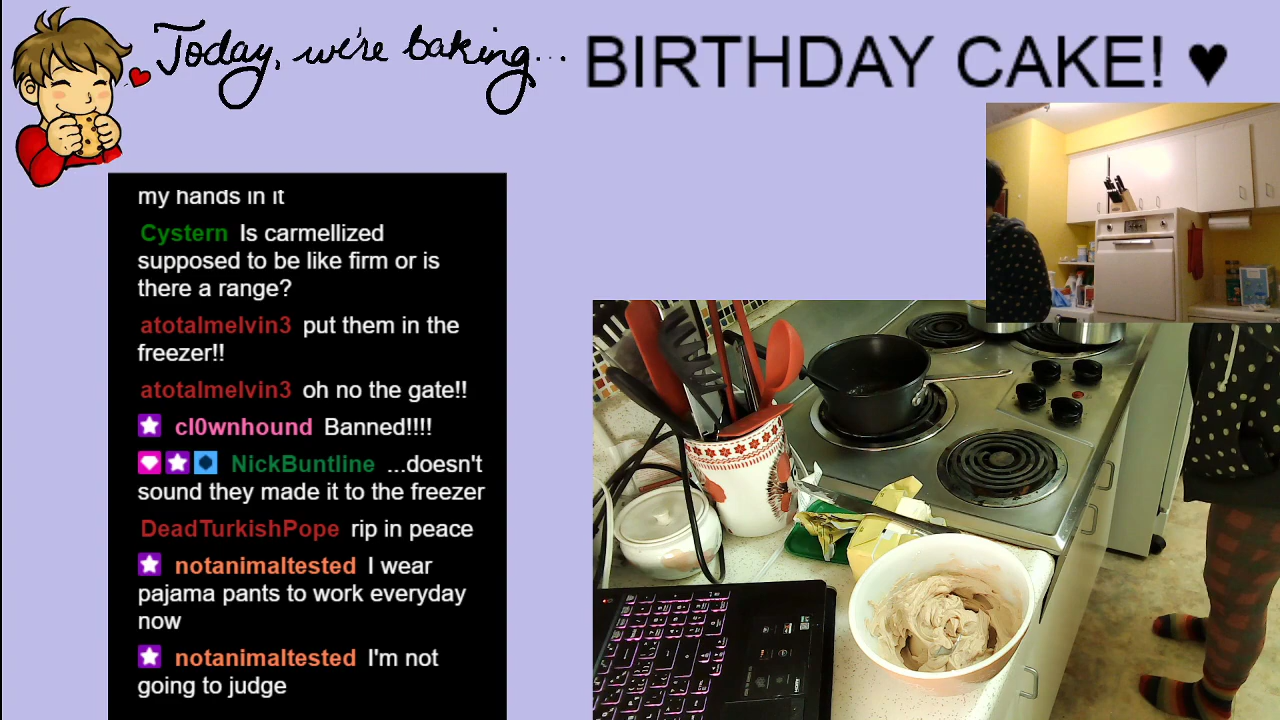 Today, we're baking... BIRTHDAY CAKE! ♥
my hands in it
Cystern Is carmellized
supposed to be like firm or is
there a range?
atotalmelvin3 put them in the
freezer!!
atotalmelvin3 oh no the gate!!
cl0wnhound Banned!!!!
NickBuntline ...doesn't
sound they made it to the freezer
DeadTurkishPope rip in peace
notanimaltested I wear
pajama pants to work everyday
now
notanimaltested I'm not
going to judge